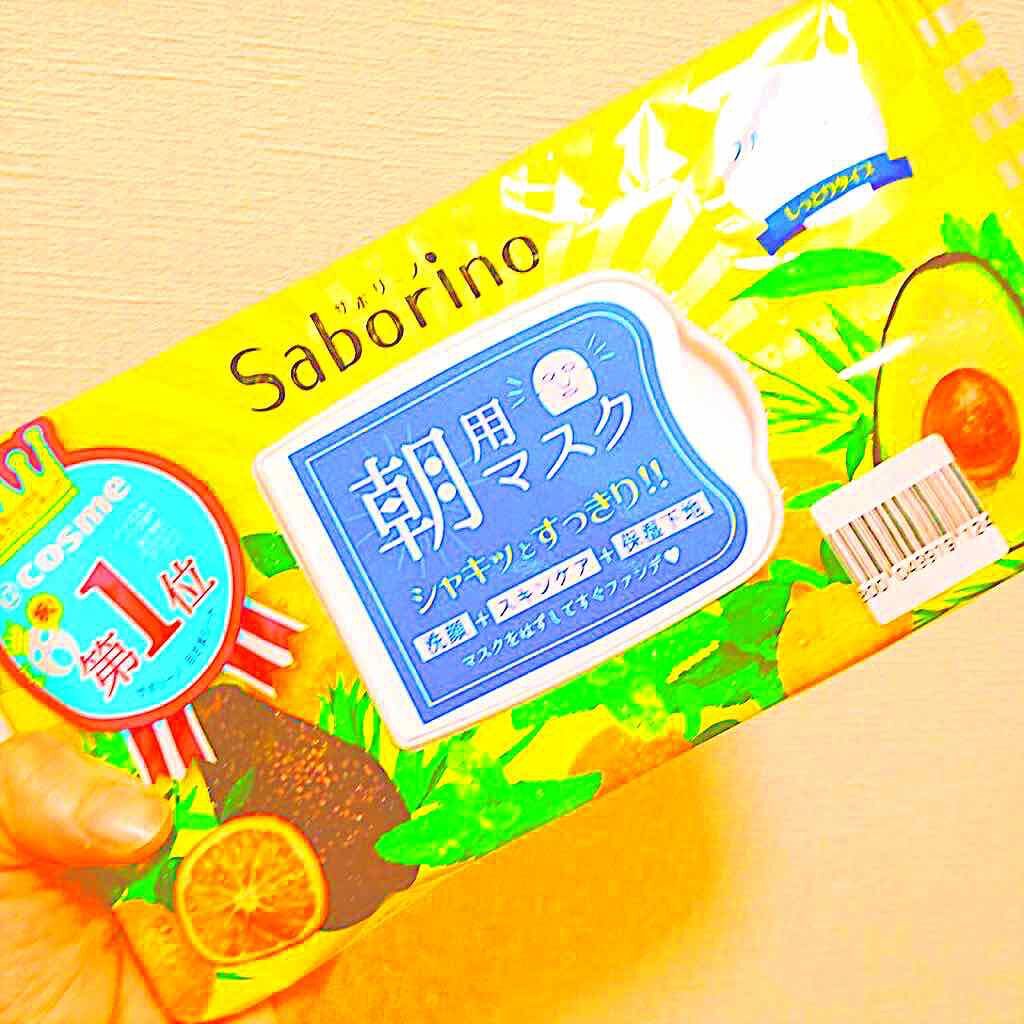 しっとりタイプ
サボリーノ
Saborino
朝用マスク
シャキッとすっきり!!
洗顔+スキンケア+保湿下地
マスクをはずしてすぐファンデ♥
@cosme
第1位